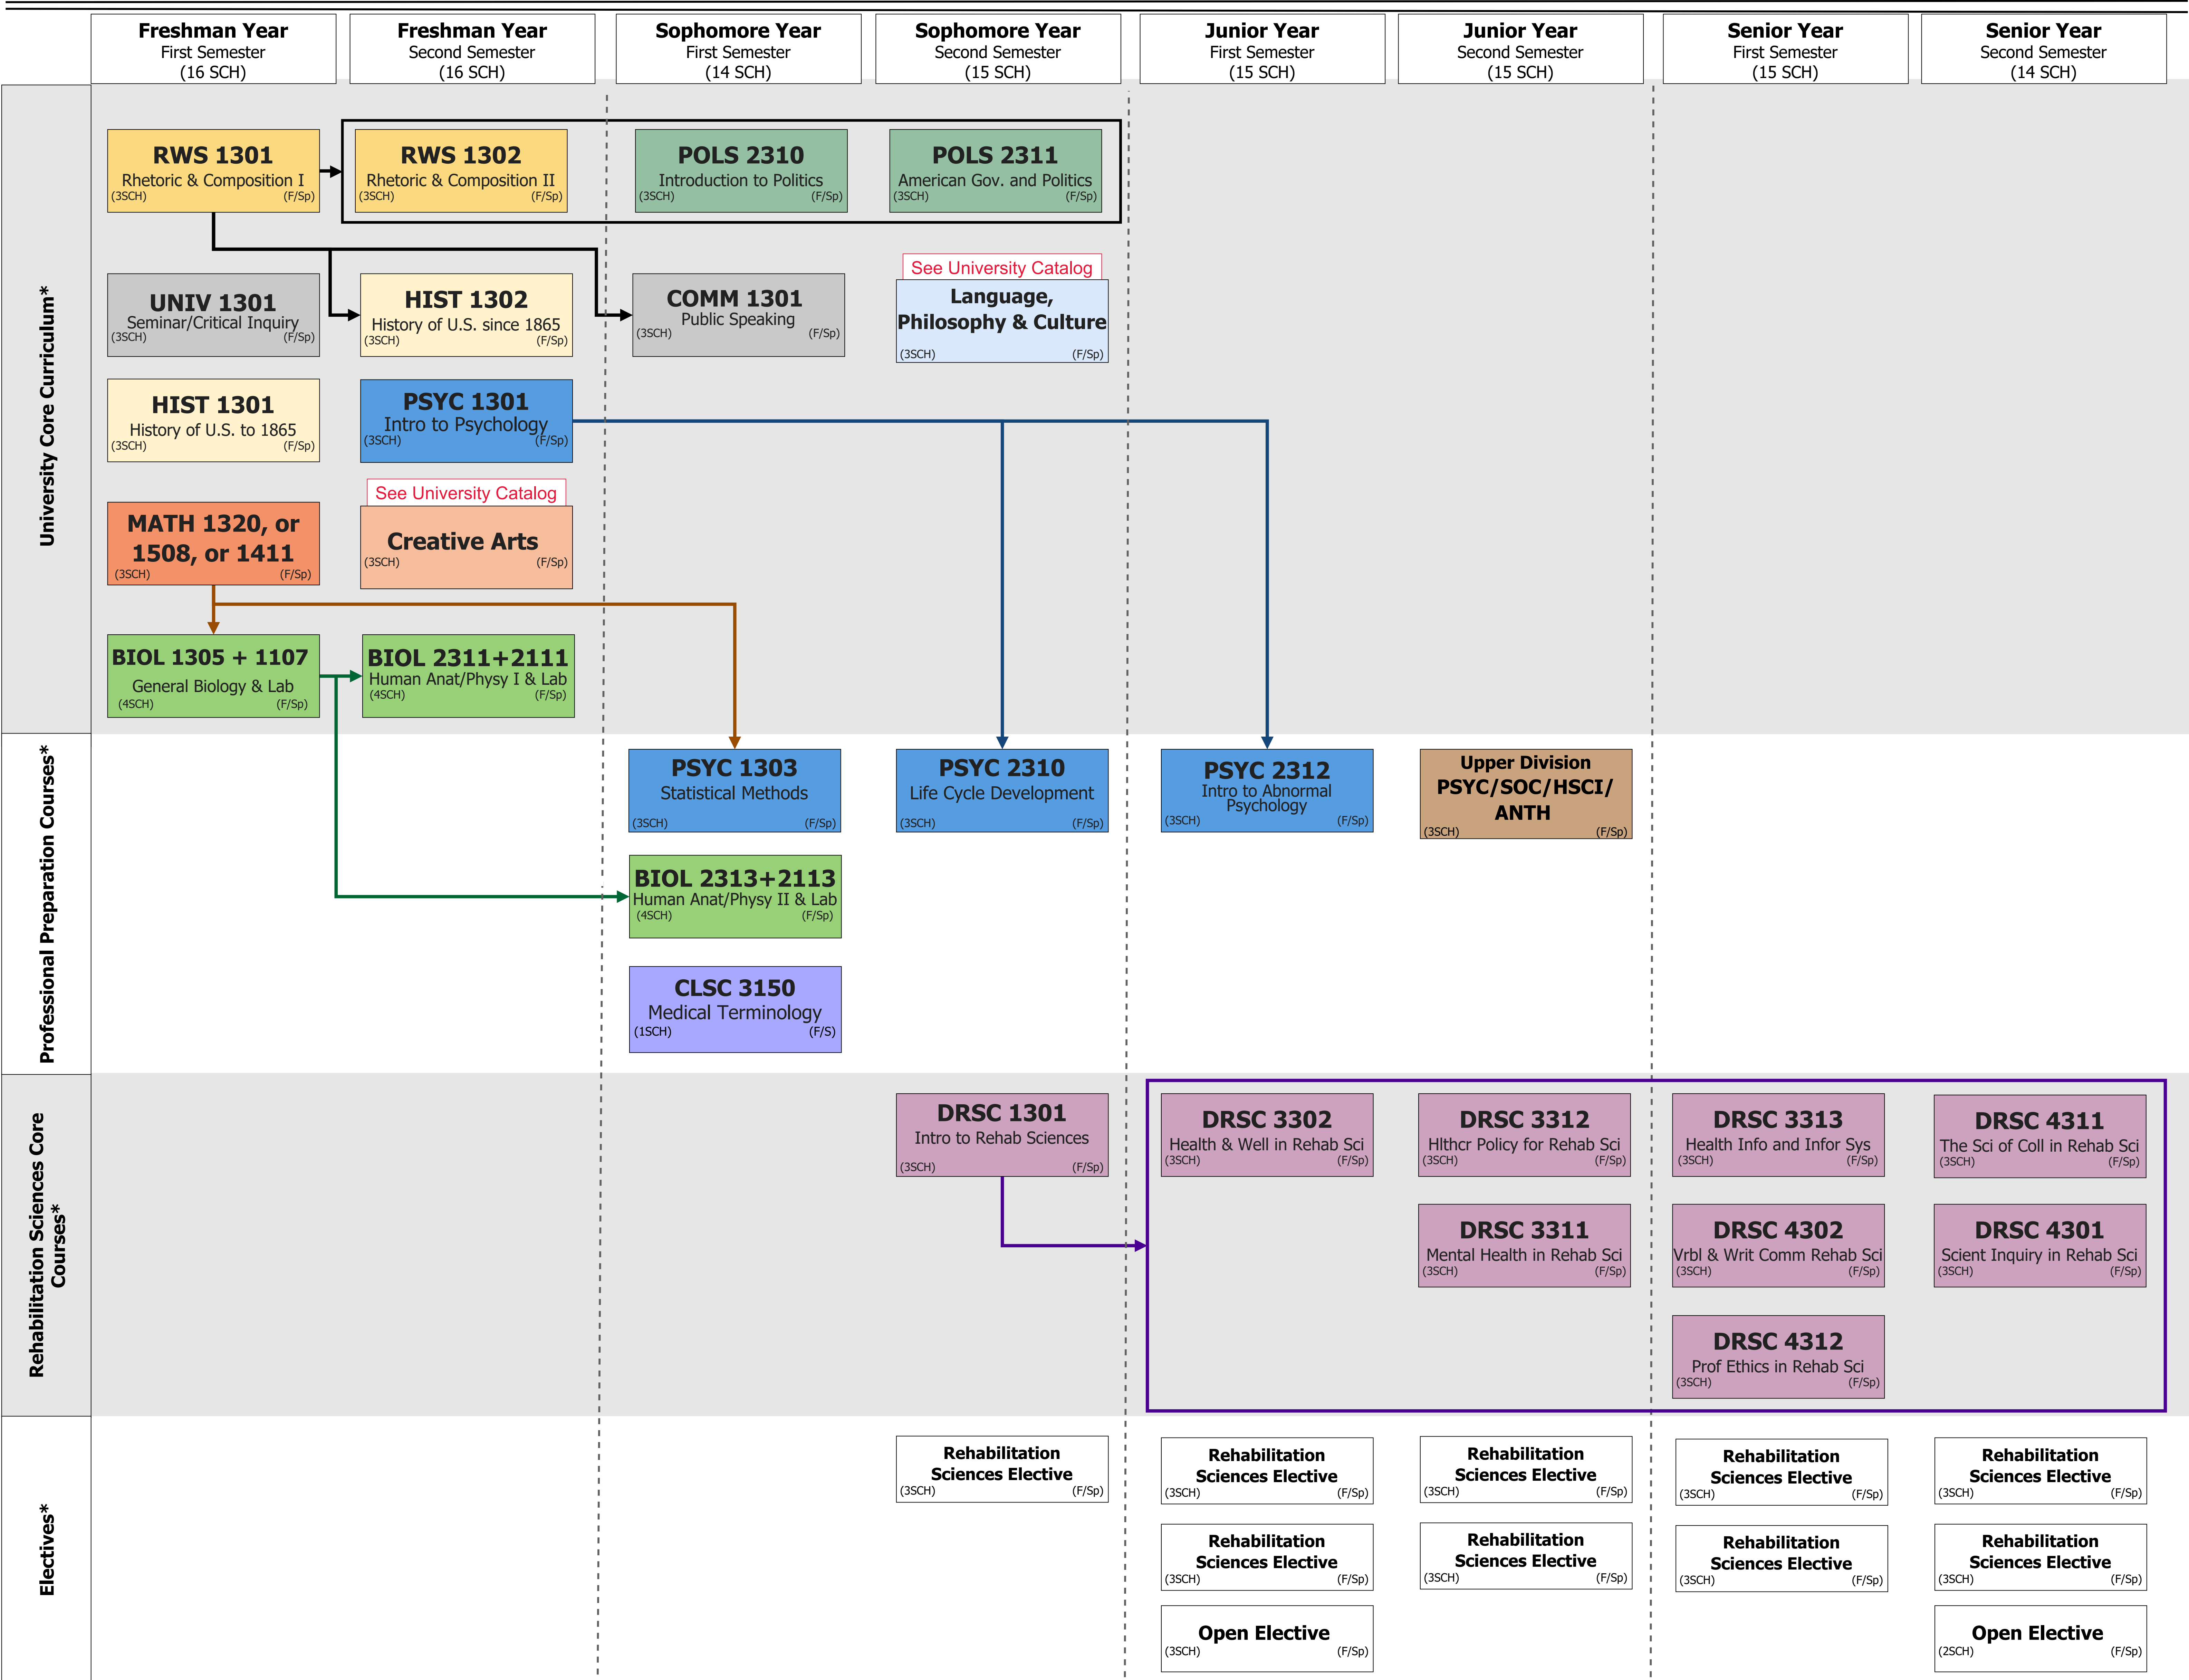 Freshman Year
First Semester
(16 SCH)
Freshman Year
Second Semester
(16 SCH)
Sophomore Year
First Semester
(14 SCH)
Sophomore Year
Second Semester
(15 SCH)
Junior Year
First Semester
(15 SCH)
Junior Year
Second Semester
(15 SCH)
Senior Year
First Semester
(15 SCH)
Senior Year
Second Semester
(14 SCH)
University Core Curriculum*
RWS 1301
Rhetoric & Composition I
(3SCH) (F/Sp)
RWS 1302
Rhetoric & Composition II
(3SCH) (F/Sp)
POLS 2310
Introduction to Politics
(3SCH) (F/Sp)
POLS 2311
American Gov. and Politics
(3SCH) (F/Sp)
UNIV 1301
Seminar/Critical Inquiry
(3SCH) (F/Sp)
HIST 1302
History of U.S. since 1865
(3SCH) (F/Sp)
COMM 1301
Public Speaking
(3SCH) (F/Sp)
See University Catalog
Language,
Philosophy & Culture
(3SCH) (F/Sp)
HIST 1301
History of U.S. to 1865
(3SCH) (F/Sp)
PSYC 1301
Intro to Psychology
(3SCH) (F/Sp)
MATH 1320, or
1508, or 1411
(3SCH) (F/Sp)
See University Catalog
Creative Arts
(3SCH) (F/Sp)
BIOL 1305 + 1107
General Biology & Lab
(4SCH) (F/Sp)
BIOL 2311+2111
Human Anat/Physy I & Lab
(4SCH) (F/Sp)
Professional Preparation Courses*
PSYC 1303
Statistical Methods
(3SCH) (F/Sp)
PSYC 2310
Life Cycle Development
(3SCH) (F/Sp)
PSYC 2312
Intro to Abnormal
Psychology
(3SCH) (F/Sp)
Upper Division
PSYC/SOC/HSCI/
ANTH
(3SCH) (F/Sp)
BIOL 2313+2113
Human Anat/Physy II & Lab
(4SCH) (F/Sp)
CLSC 3150
Medical Terminology
(1SCH) (F/S)
Rehabilitation Sciences Core
Courses*
DRSC 1301
Intro to Rehab Sciences
(3SCH) (F/Sp)
DRSC 3302
Health & Well in Rehab Sci
(3SCH) (F/Sp)
DRSC 3312
Hlthcr Policy for Rehab Sci
(3SCH) (F/Sp)
DRSC 3313
Health Info and Infor Sys
(3SCH) (F/Sp)
DRSC 4311
The Sci of Coll in Rehab Sci
(3SCH) (F/Sp)
DRSC 3311
Mental Health in Rehab Sci
(3SCH) (F/Sp)
DRSC 4302
Vrbl & Writ Comm Rehab Sci
(3SCH) (F/Sp)
DRSC 4301
Scient Inquiry in Rehab Sci
(3SCH) (F/Sp)
DRSC 4312
Prof Ethics in Rehab Sci
(3SCH) (F/Sp)
Electives*
Rehabilitation
Sciences Elective
(3SCH) (F/Sp)
Rehabilitation
Sciences Elective
(3SCH) (F/Sp)
Rehabilitation
Sciences Elective
(3SCH) (F/Sp)
Rehabilitation
Sciences Elective
(3SCH) (F/Sp)
Rehabilitation
Sciences Elective
(3SCH) (F/Sp)
Rehabilitation
Sciences Elective
(3SCH) (F/Sp)
Rehabilitation
Sciences Elective
(3SCH) (F/Sp)
Rehabilitation
Sciences Elective
(3SCH) (F/Sp)
Rehabilitation
Sciences Elective
(3SCH) (F/Sp)
Open Elective
(3SCH) (F/Sp)
Open Elective
(2SCH) (F/Sp)